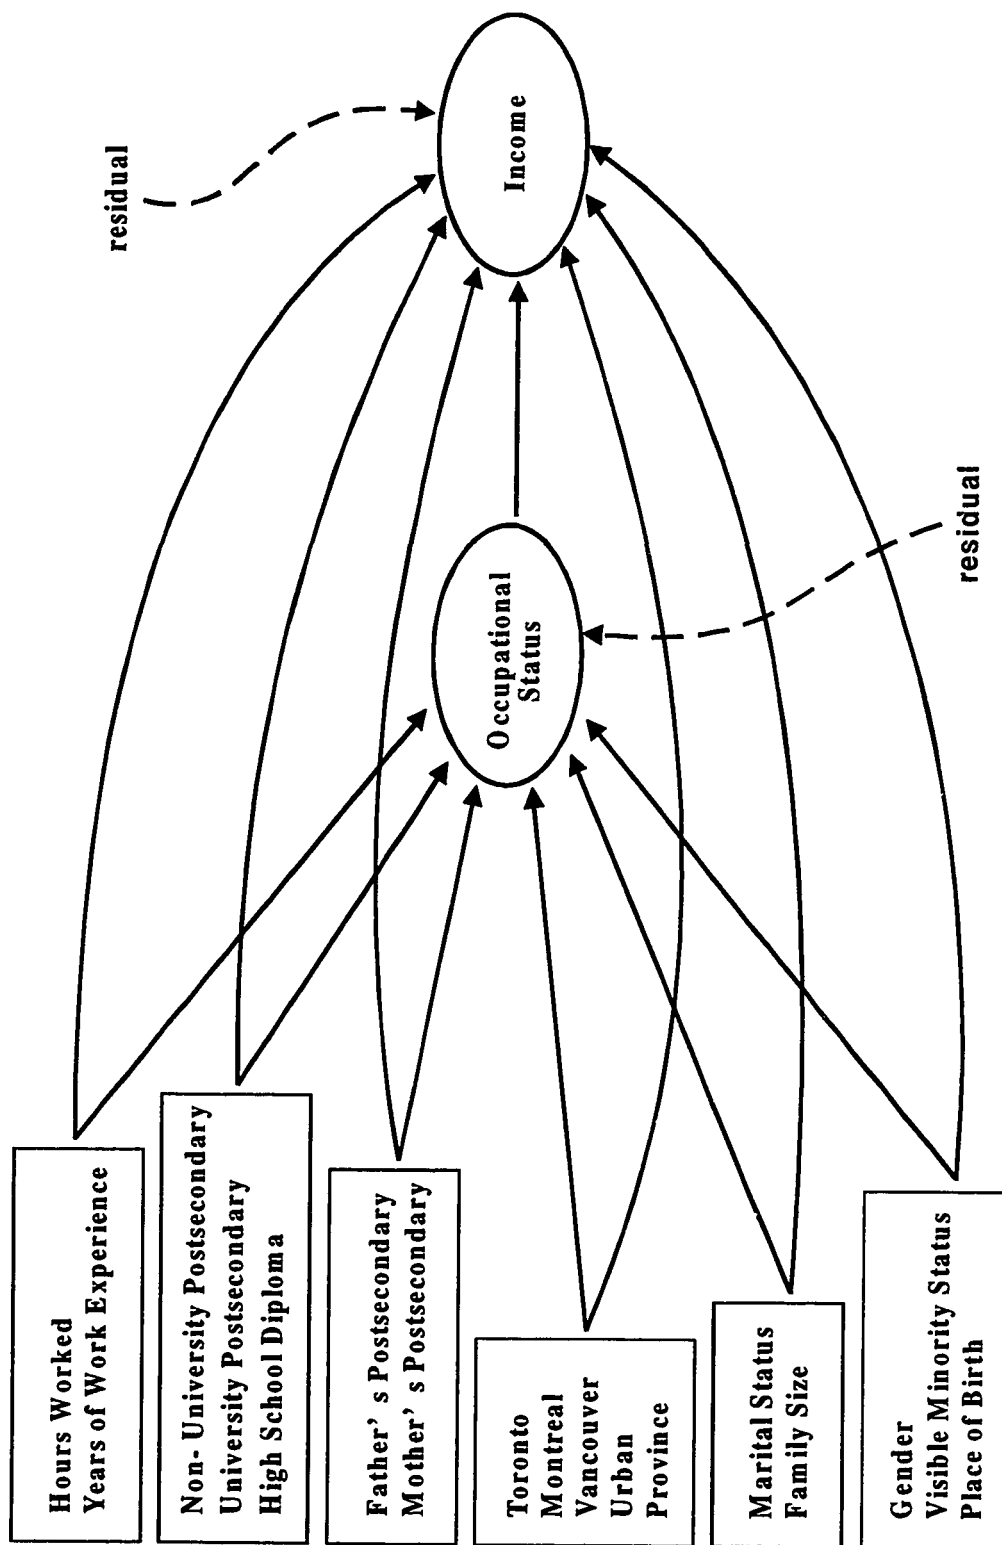 Hours Worked
Years of Work Experience
Non- University Postsecondary
University Postsecondary
High School Diploma
Father' s Postsecondary
Mother' s Postsecondary
Toronto
Montreal
Vancouver
Urban
Province
Marital Status
Family Size
Gender
Visible Minority Status
Place of Birth
Occupational
Status
residual
Income
residual